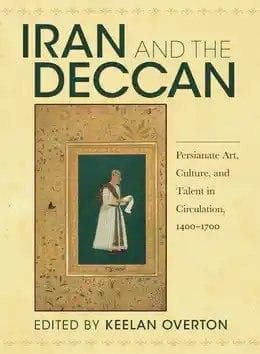 IRAN AND THE
DECCAN
Persianate Art,
Culture, and
Talent in
Circulation,
1400–1700
EDITED BY KEELAN OVERTON